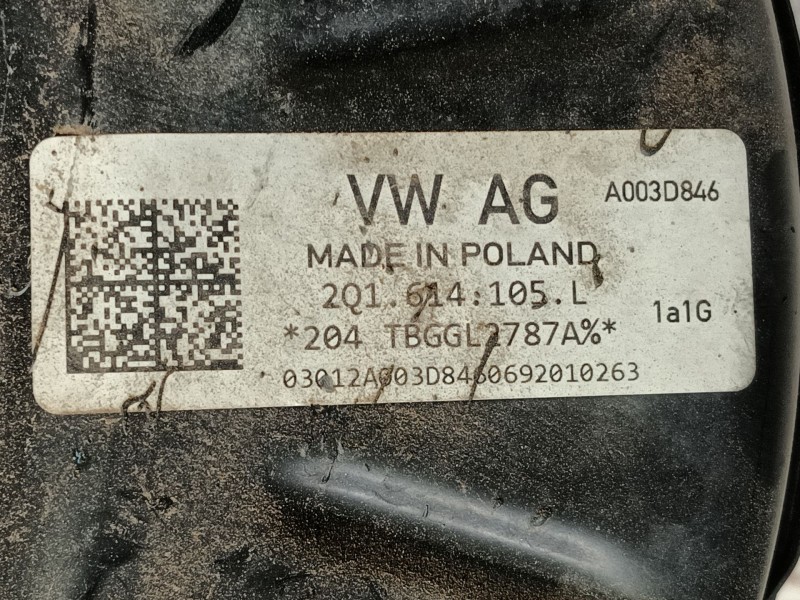 VW AG A003D846
MADE IN POLAND
2Q1.614.105.L
1a1G
*204 TBGGL2787A%*
03012A003D8460692010263